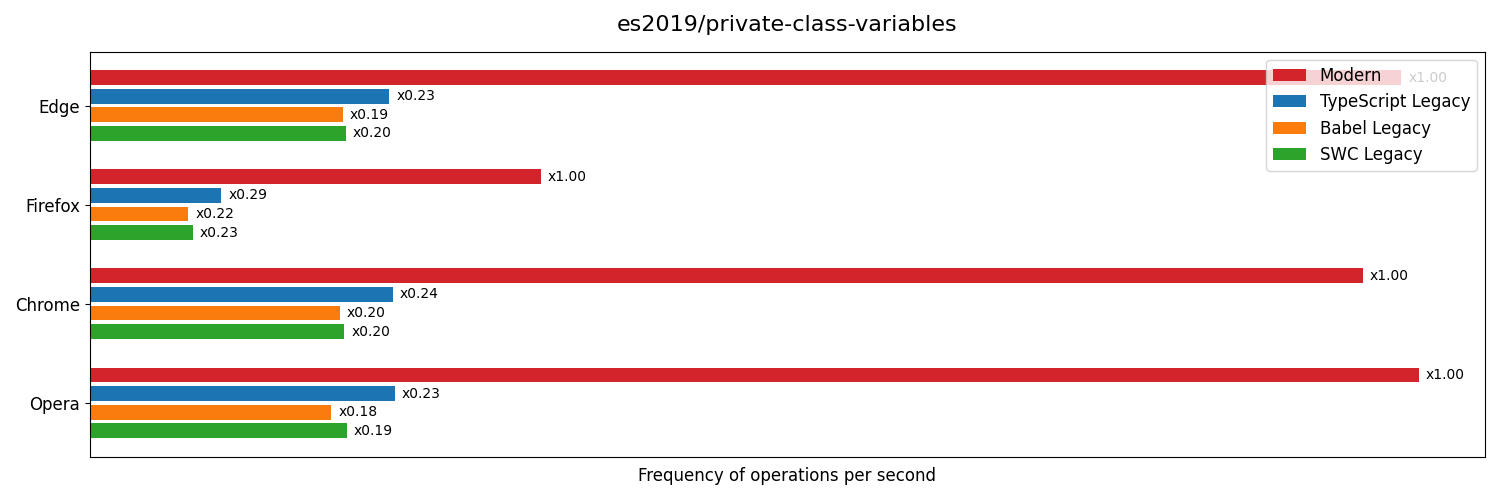 es2019/private-class-variables
Modern
TypeScript Legacy
Babel Legacy
SWC Legacy
Edge
x1.00
x0.23
x0.19
x0.20
Firefox
x1.00
x0.29
x0.22
x0.23
Chrome
x1.00
x0.24
x0.20
x0.20
Opera
x1.00
x0.23
x0.18
x0.19
Frequency of operations per second